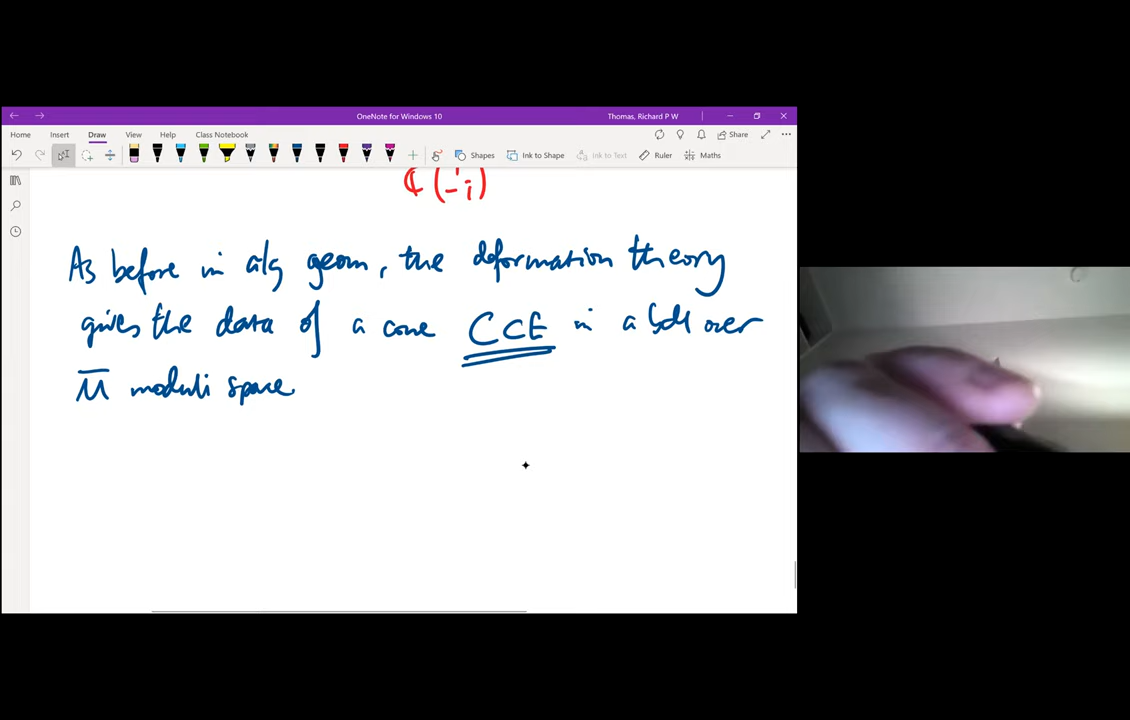 OneNote for Windows 10
Thomas, Richard P W
Home Insert Draw View Help Class Notebook
Share
Shapes Ink to Shape Ink to Text Ruler Maths
As before in alg geom, the deformation theory
gives the data of a cone C⊂E in a bdl over
M̅ moduli space